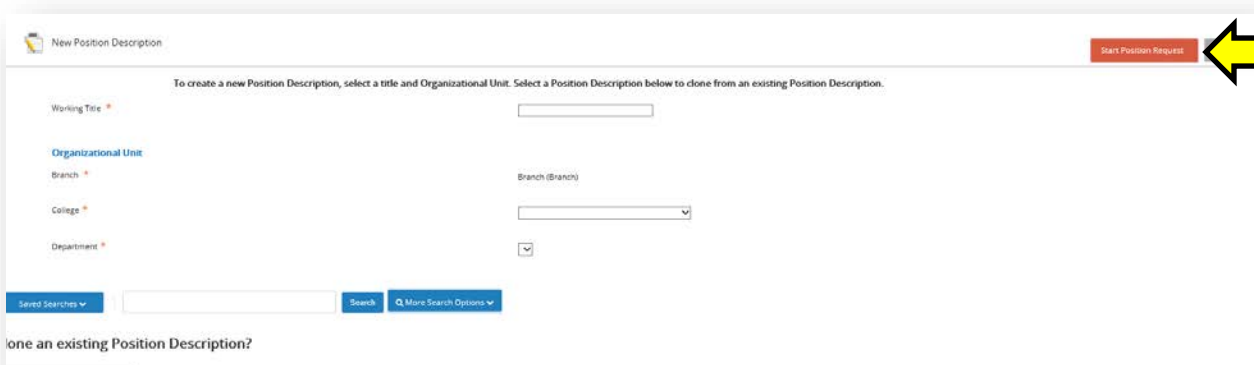 New Position Description
Start Position Request
To create a new Position Description, select a title and Organizational Unit. Select a Position Description below to clone from an existing Position Description.
Working Title *
Organizational Unit
Branch *
Branch (Branch)
College *
Department *
Saved Searches
Search
More Search Options
lone an existing Position Description?